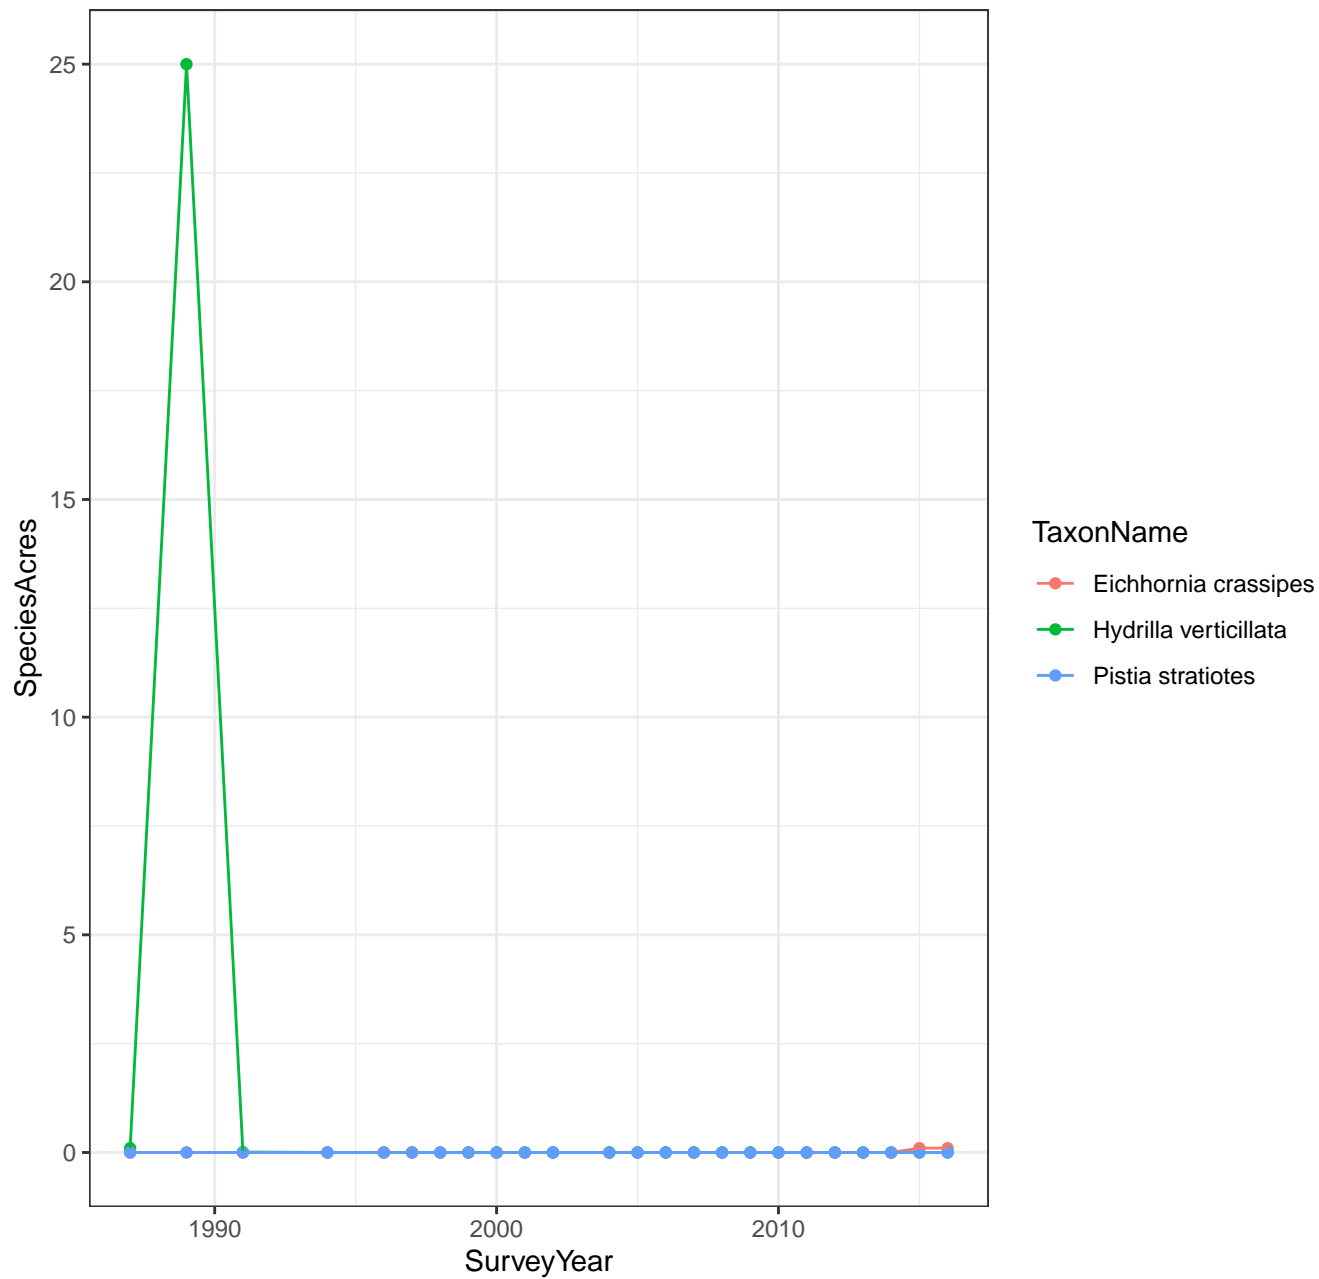 25
20
15
10
5
0
SpeciesAcres
1990
2000
2010
SurveyYear
TaxonName
Eichhornia crassipes
Hydrilla verticillata
Pistia stratiotes